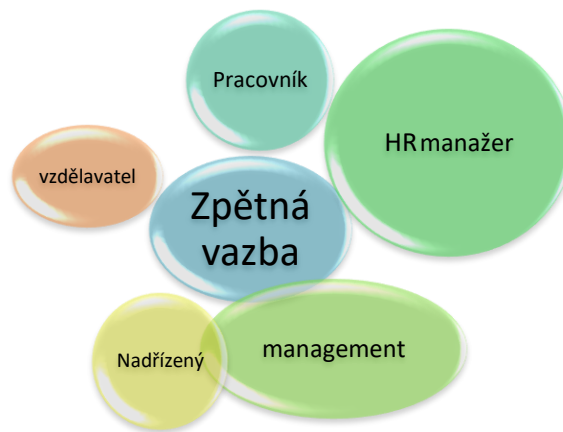 Pracovník
HR manažer
vzdělavatel
Zpětná
vazba
management
Nadřízený